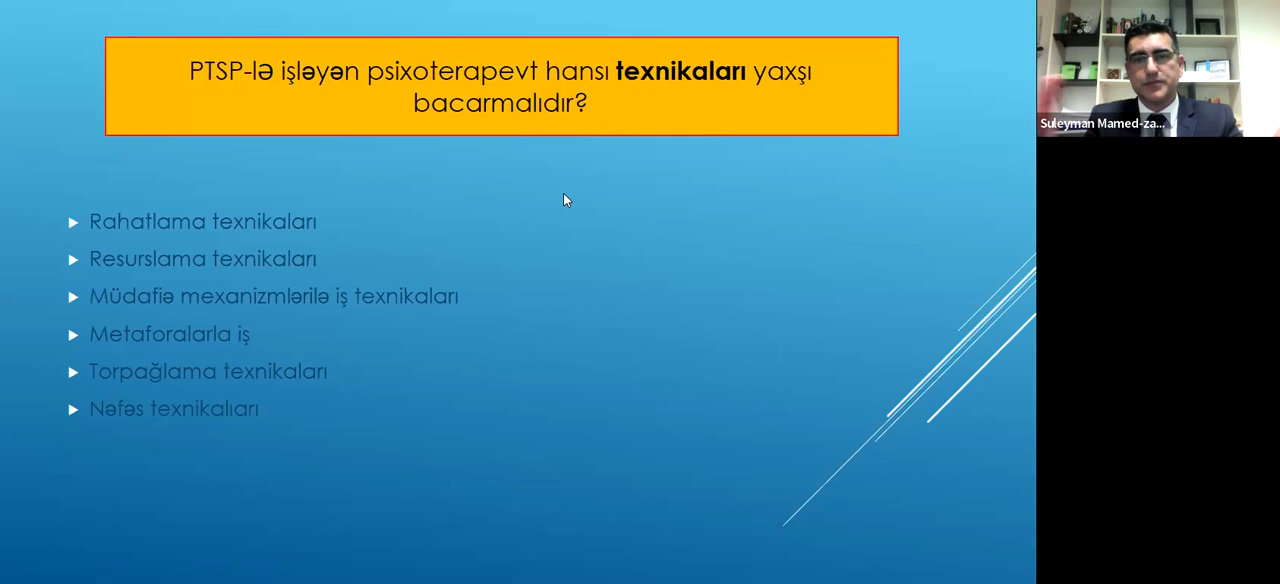 PTSP-lə işləyən psixoterapevt hansı texnikaları yaxşı
bacarmalıdır?
Rahatlama texnikaları
Resurslama texnikaları
Müdafiə mexanizmlərilə iş texnikaları
Metaforalarla iş
Torpağlama texnikaları
Nəfəs texnikalıarı
Suleyman Mamed-za...